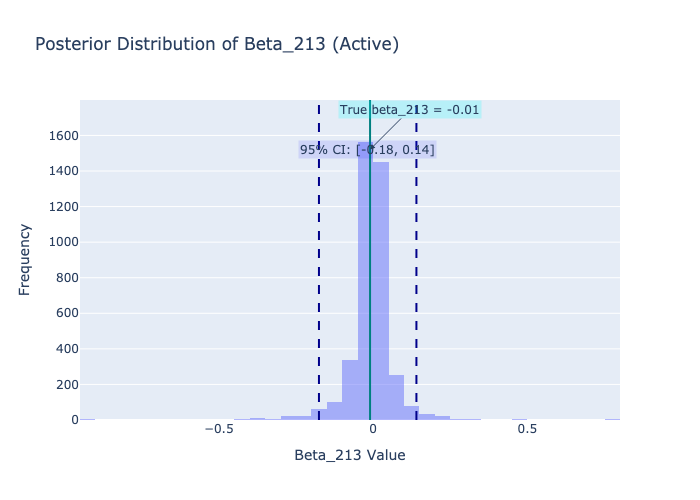 Posterior Distribution of Beta_213 (Active)
True beta_213 = -0.01
95% CI: [-0.18, 0.14]
1600
1400
1200
1000
800
600
400
200
0
Frequency
−0.5
0
0.5
Beta_213 Value